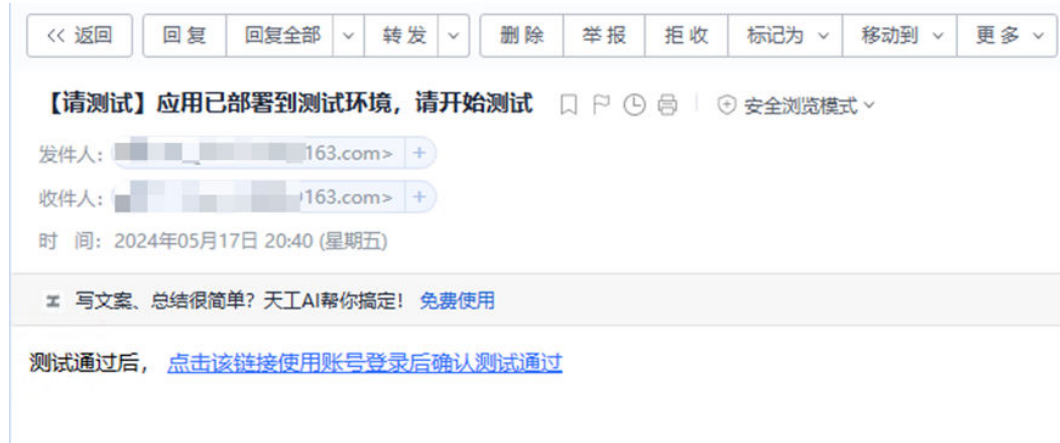 << 返回 回复 回复全部 转发 删除 举报 拒收 标记为 移动到 更多
【请测试】应用已部署到测试环境，请开始测试 安全浏览模式
发件人： 163.com> +
收件人： 163.com> +
时 间：2024年05月17日 20:40 (星期五)
写文案、总结很简单？天工AI帮你搞定！ 免费使用
测试通过后，点击该链接使用账号登录后确认测试通过